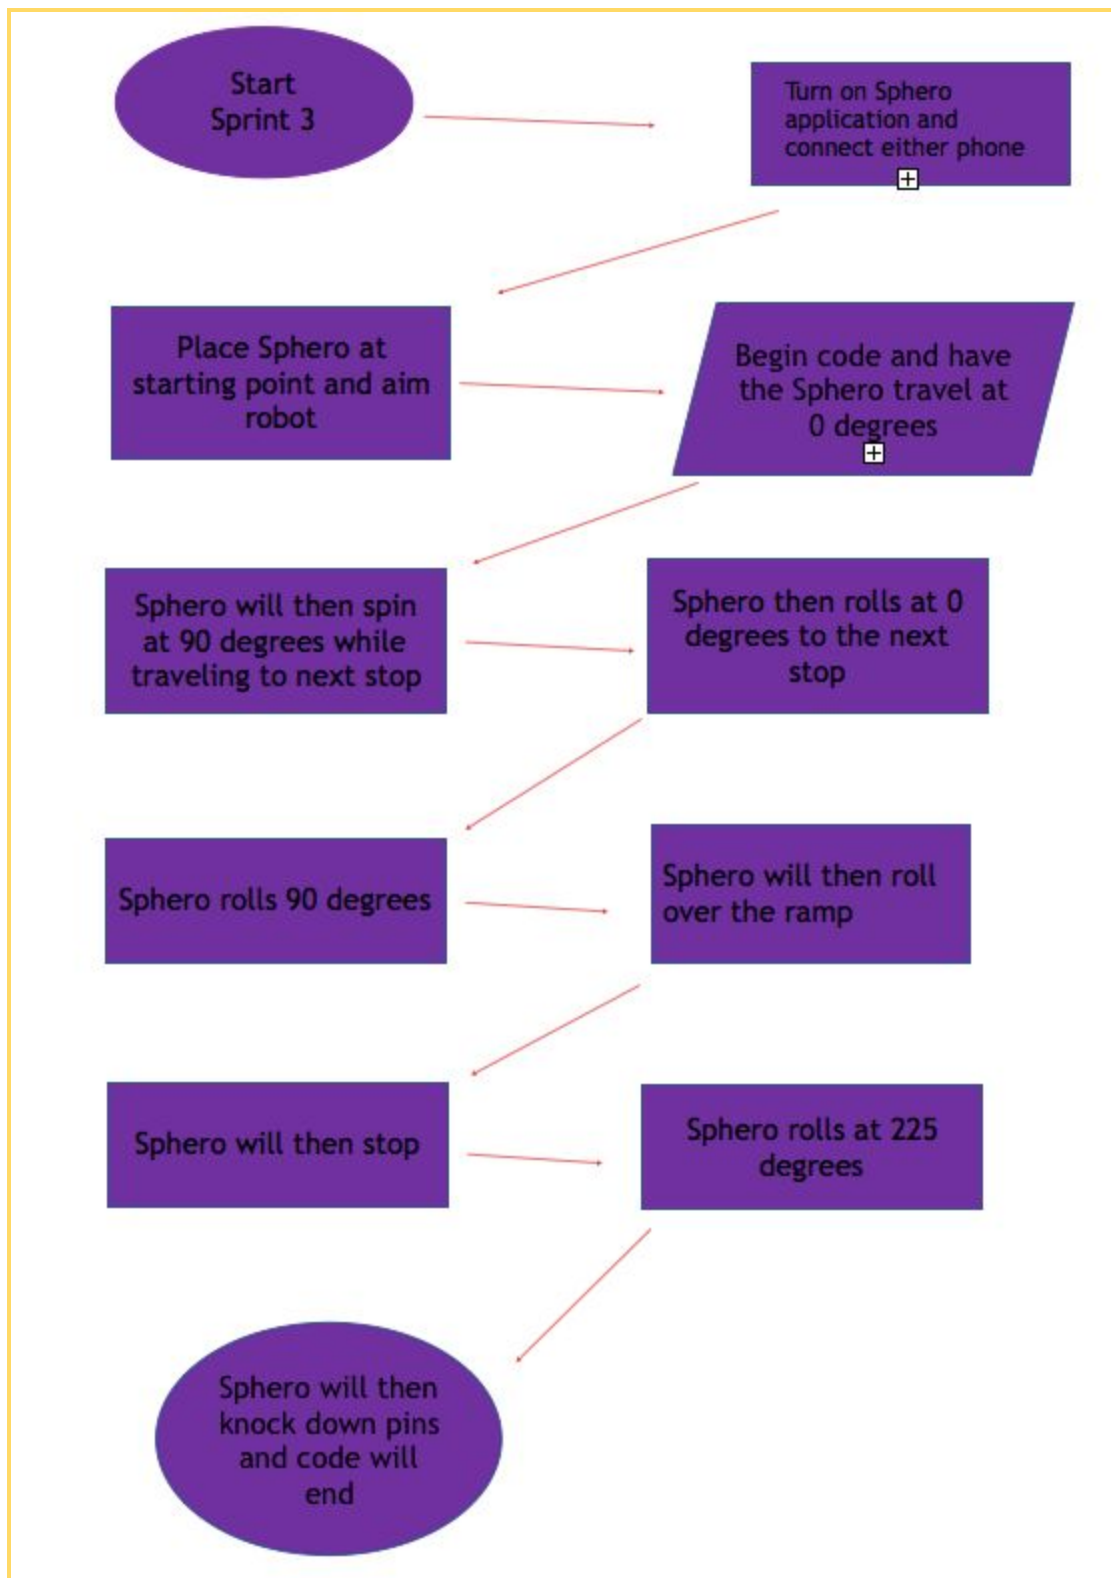 Start
Sprint 3
Turn on Sphero
application and
connect either phone
Place Sphero at
starting point and aim
robot
Begin code and have
the Sphero travel at
0 degrees
Sphero will then spin
at 90 degrees while
traveling to next stop
Sphero then rolls at 0
degrees to the next
stop
Sphero rolls 90 degrees
Sphero will then roll
over the ramp
Sphero will then stop
Sphero rolls at 225
degrees
Sphero will then
knock down pins
and code will
end